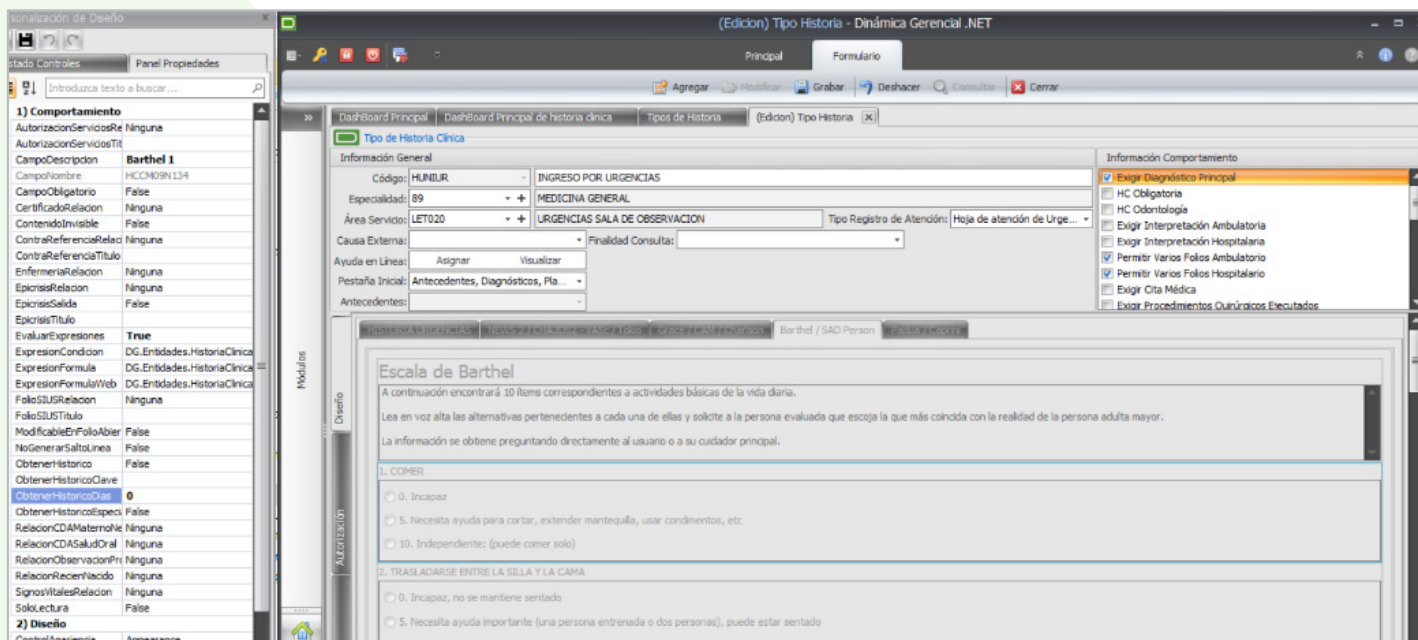 sonalización de Diseño
stado Controles
Panel Propiedades
Introduzca texto a buscar...
1) Comportamiento
AutorizacionServiciosRe Ninguna
AutorizacionServiciosTit
CampoDescripcion Barthel 1
CampoNombre HCCM09N134
CampoObligatorio False
CertificadoRelacion Ninguna
ContenidoInvisible False
ContraReferenciaRelaci Ninguna
ContraReferenciaTitulo
EnfermeriaRelacion Ninguna
EpicrisisRelacion Ninguna
EpicrisisSalida False
EpicrisisTitulo
EvaluarExpresiones True
ExpresionCondicion DG.Entidades.HistoriaClinica
ExpresionFormula DG.Entidades.HistoriaClinica
ExpresionFormulaWeb DG.Entidades.HistoriaClinica
FolioSIUSRelacion Ninguna
FolioSIUSTitulo
ModificableEnFolioAbier False
NoGenerarSaltoLinea False
ObtenerHistorico False
ObtenerHistoricoClave
ObtenerHistoricoDias 0
ObtenerHistoricoEspeci False
RelacionCDAMaternoNe Ninguna
RelacionCDASaludOral Ninguna
RelacionObservacionPr Ninguna
RelacionRecienNacido Ninguna
SignosVitalesRelacion Ninguna
SoloLectura False
2) Diseño
ControlApariencia Appearance
(Edicion) Tipo Historia - Dinámica Gerencial .NET
Principal Formulario
Agregar Modificar Grabar Deshacer Consultar Cerrar
DashBoard Principal DashBoard Principal de historia clinica Tipos de Historia (Edicion) Tipo Historia
Tipo de Historia Clínica
Información General
Código: HUNIUR INGRESO POR URGENCIAS
Especialidad: 89 MEDICINA GENERAL
Área Servicio: LET020 URGENCIAS SALA DE OBSERVACION Tipo Registro de Atención: Hoja de atención de Urge...
Causa Externa: Finalidad Consulta:
Ayuda en Línea: Asignar Visualizar
Pestaña Inicial: Antecedentes, Diagnósticos, Pla...
Antecedentes:
Información Comportamiento
Exigir Diagnóstico Principal
HC Obligatoria
HC Odontología
Exigir Interpretación Ambulatoria
Exigir Interpretación Hospitalaria
Permitir Varios Folios Ambulatorio
Permitir Varios Folios Hospitalario
Exigir Cita Médica
Exigir Procedimientos Quirúrgicos Ejecutados
Módulos
Diseño
Autorización
HISTORIA URGENCIAS Barthel / SAD Person Padua / Caprini
Escala de Barthel
A continuación encontrará 10 ítems correspondientes a actividades básicas de la vida diaria.
Lea en voz alta las alternativas pertenecientes a cada una de ellas y solicite a la persona evaluada que escoja la que más coincida con la realidad de la persona adulta mayor.
La información se obtiene preguntando directamente al usuario o a su cuidador principal.
1. COMER
0. Incapaz
5. Necesita ayuda para cortar, extender mantequilla, usar condimentos, etc
10. Independiente: (puede comer solo)
2. TRASLADARSE ENTRE LA SILLA Y LA CAMA
0. Incapaz, no se mantiene sentado
5. Necesita ayuda importante (una persona entrenada o dos personas), puede estar sentado